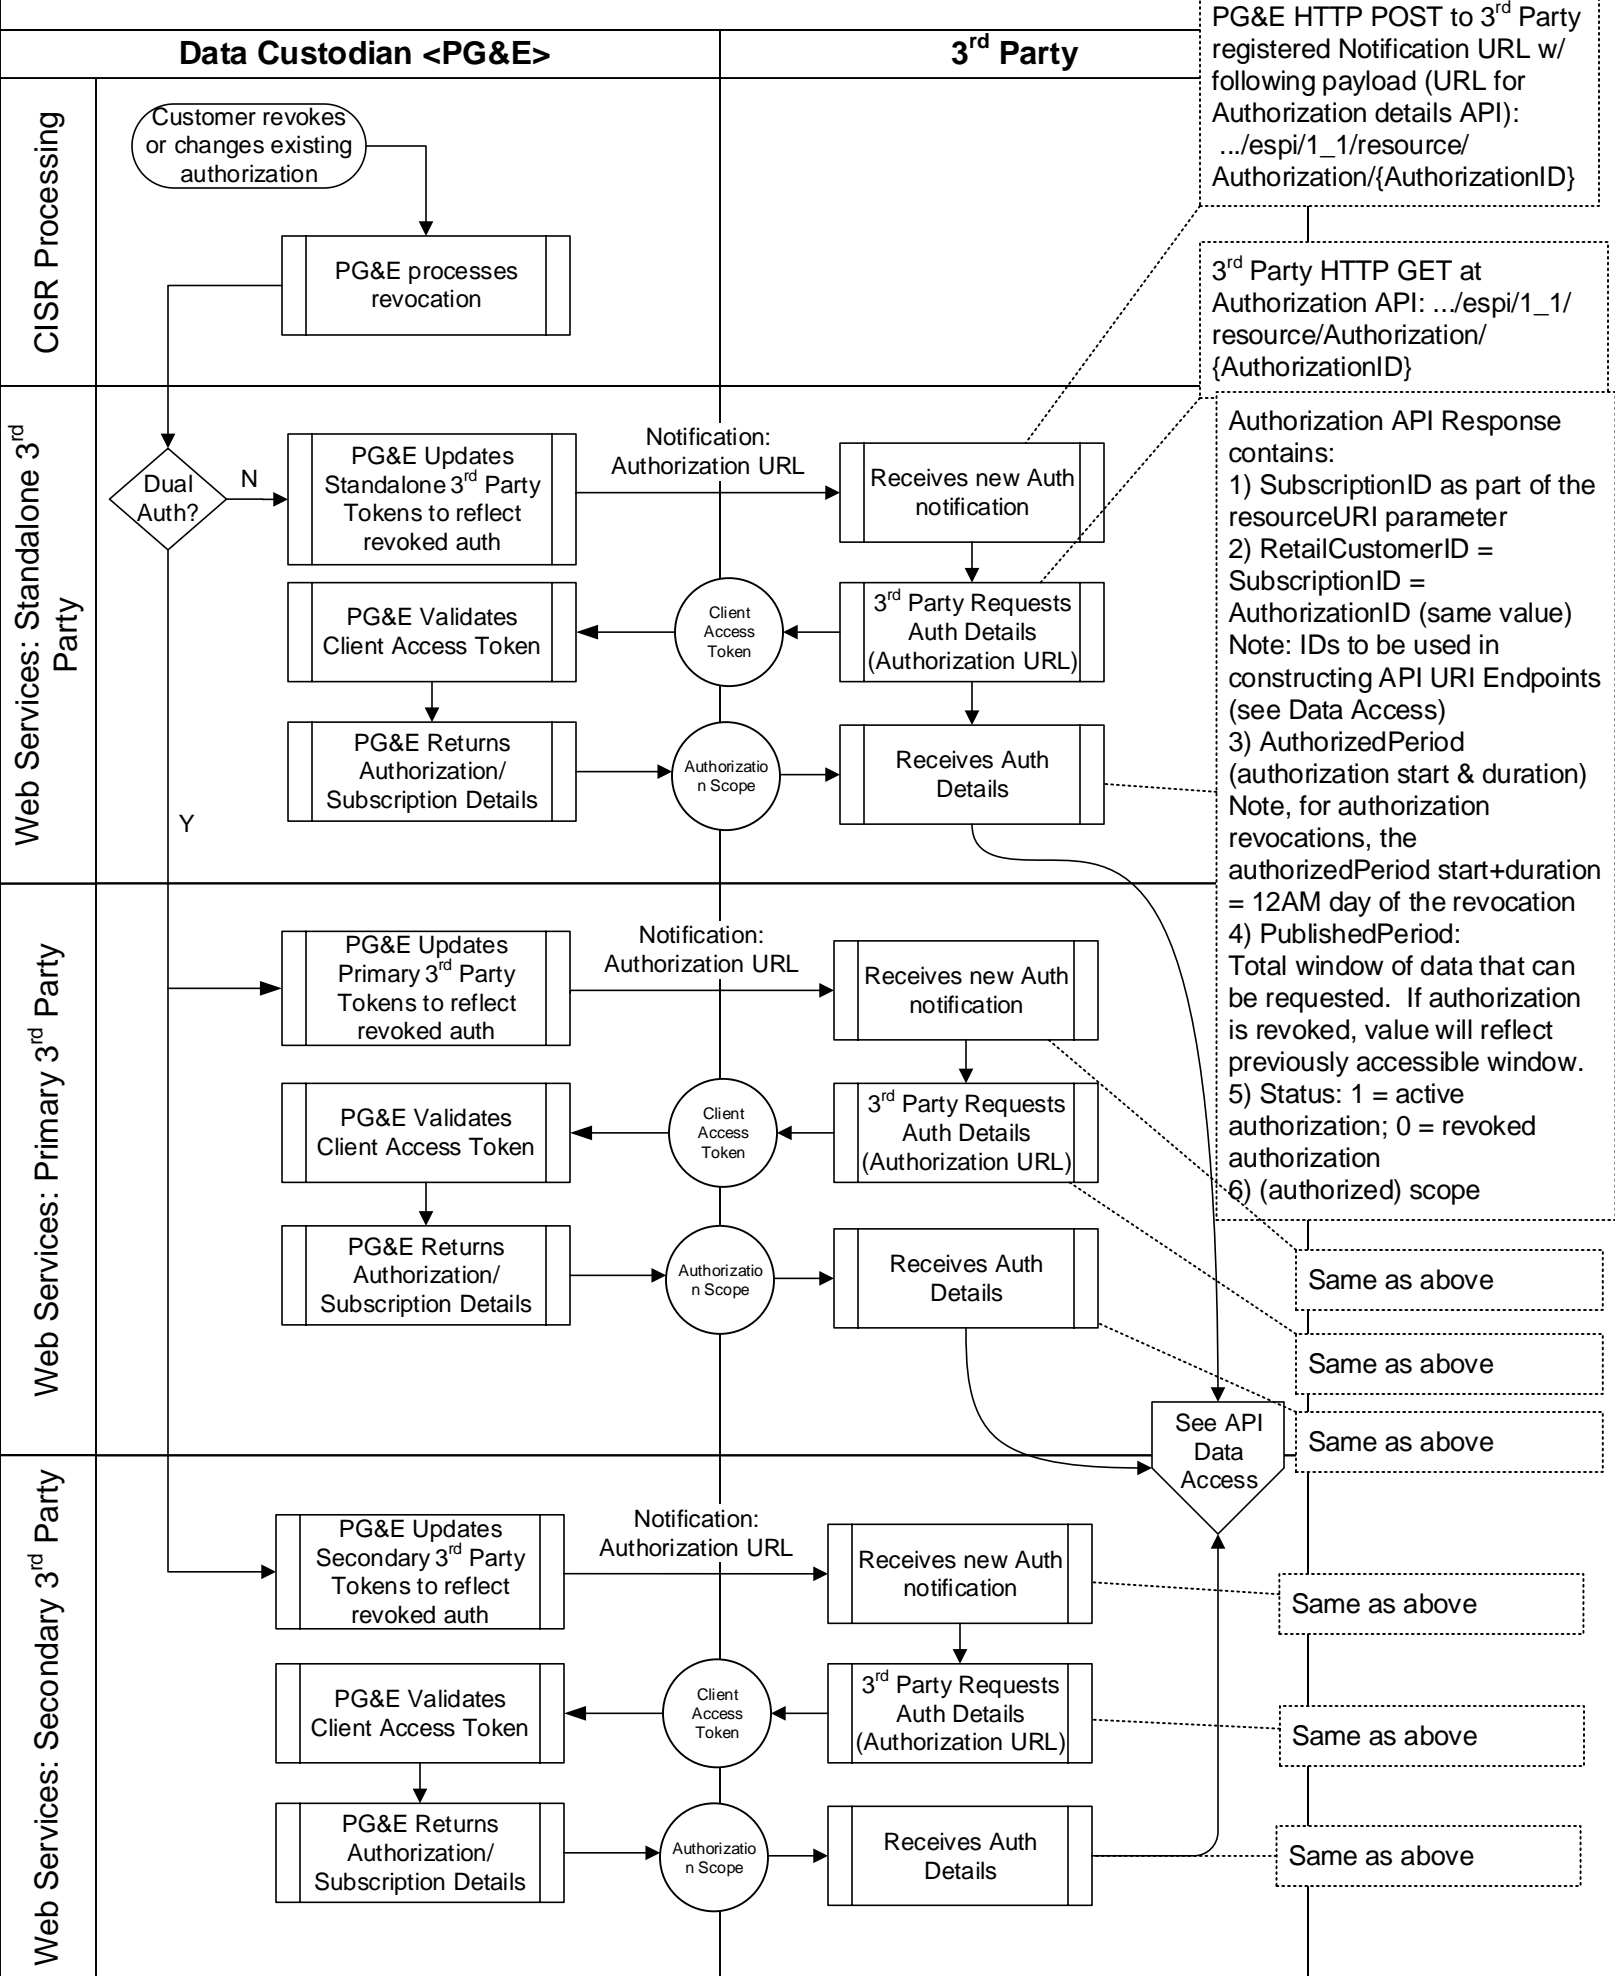 PG&E HTTP POST to 3rd Party
registered Notification URL w/
following payload (URL for
Authorization details API):
.../espi/1_1/resource/
Authorization/{AuthorizationID}
Data Custodian <PG&E>
3rd Party
CISR Processing
Customer revokes
or changes existing
authorization
PG&E processes
revocation
3rd Party HTTP GET at
Authorization API: .../espi/1_1/
resource/Authorization/
{AuthorizationID}
Web Services: Standalone 3rd
Party
Dual
Auth?
N
Y
PG&E Updates
Standalone 3rd Party
Tokens to reflect
revoked auth
Notification:
Authorization URL
Receives new Auth
notification
PG&E Validates
Client Access Token
Client
Access
Token
3rd Party Requests
Auth Details
(Authorization URL)
PG&E Returns
Authorization/
Subscription Details
Authorizatio
n Scope
Receives Auth
Details
Authorization API Response
contains:
1) SubscriptionID as part of the
resourceURI parameter
2) RetailCustomerID =
SubscriptionID =
AuthorizationID (same value)
Note: IDs to be used in
constructing API URI Endpoints
(see Data Access)
3) AuthorizedPeriod
(authorization start & duration)
Note, for authorization
revocations, the
authorizedPeriod start+duration
= 12AM day of the revocation
4) PublishedPeriod:
Total window of data that can
be requested. If authorization
is revoked, value will reflect
previously accessible window.
5) Status: 1 = active
authorization; 0 = revoked
authorization
6) (authorized) scope
Web Services: Primary 3rd Party
PG&E Updates
Primary 3rd Party
Tokens to reflect
revoked auth
Notification:
Authorization URL
Receives new Auth
notification
PG&E Validates
Client Access Token
Client
Access
Token
3rd Party Requests
Auth Details
(Authorization URL)
PG&E Returns
Authorization/
Subscription Details
Authorizatio
n Scope
Receives Auth
Details
Same as above
Same as above
Same as above
See API
Data
Access
Web Services: Secondary 3rd Party
PG&E Updates
Secondary 3rd Party
Tokens to reflect
revoked auth
Notification:
Authorization URL
Receives new Auth
notification
Same as above
PG&E Validates
Client Access Token
Client
Access
Token
3rd Party Requests
Auth Details
(Authorization URL)
Same as above
PG&E Returns
Authorization/
Subscription Details
Authorizatio
n Scope
Receives Auth
Details
Same as above